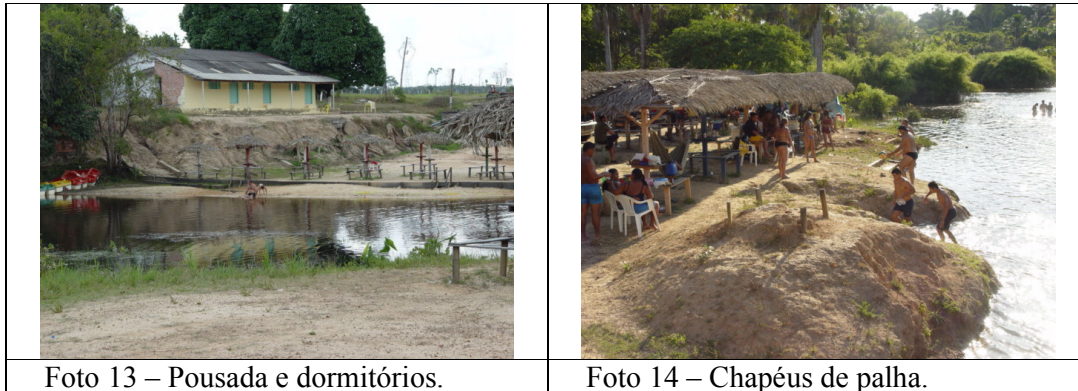 Foto 13 – Pousada e dormitórios.
Foto 14 – Chapéus de palha.